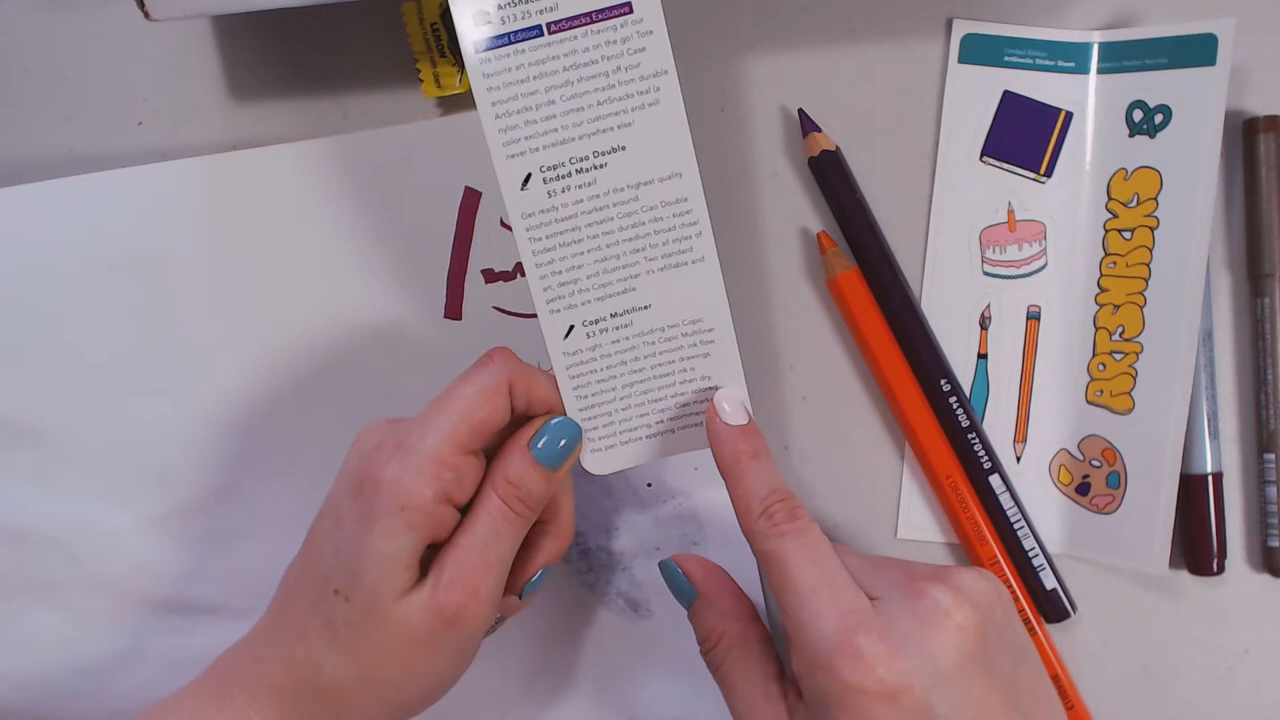 ArtSnacks
$13.25 retail
Limited Edition ArtSnacks Exclusive
We love the convenience of having all our
favorite art supplies with us on the go! Tote
this limited edition ArtSnacks Pencil Case
around town, proudly showing off your
ArtSnacks pride. Custom-made from durable
nylon, this case comes in ArtSnacks teal (a
color exclusive to our customers) and will
never be available anywhere else!
Copic Ciao Double
Ended Marker
$5.49 retail
Get ready to use one of the highest quality
alcohol-based markers around.
The extremely versatile Copic Ciao Double
Ended Marker has two durable nibs – super
brush on one end, and medium broad chisel
on the other – making it ideal for all styles of
art, design, and illustration. Two standard
perks of this Copic marker: it's refillable and
the nibs are replaceable.
Copic Multiliner
$3.99 retail
That's right – we're including two Copic
products this month! The Copic Multiliner
features a sturdy nib and smooth ink flow,
which results in clean, precise drawings.
The archival, pigment-based ink is
waterproof and Copic-proof when dry,
meaning it will not bleed when colored
over with your new Copic Ciao
To avoid smearing, we recommend
this pen before applying colored
LEMON
Limited Edition
ArtSnacks Sticker Sheet
ARTSNACKS
40 84900 270950
4 084900 270592